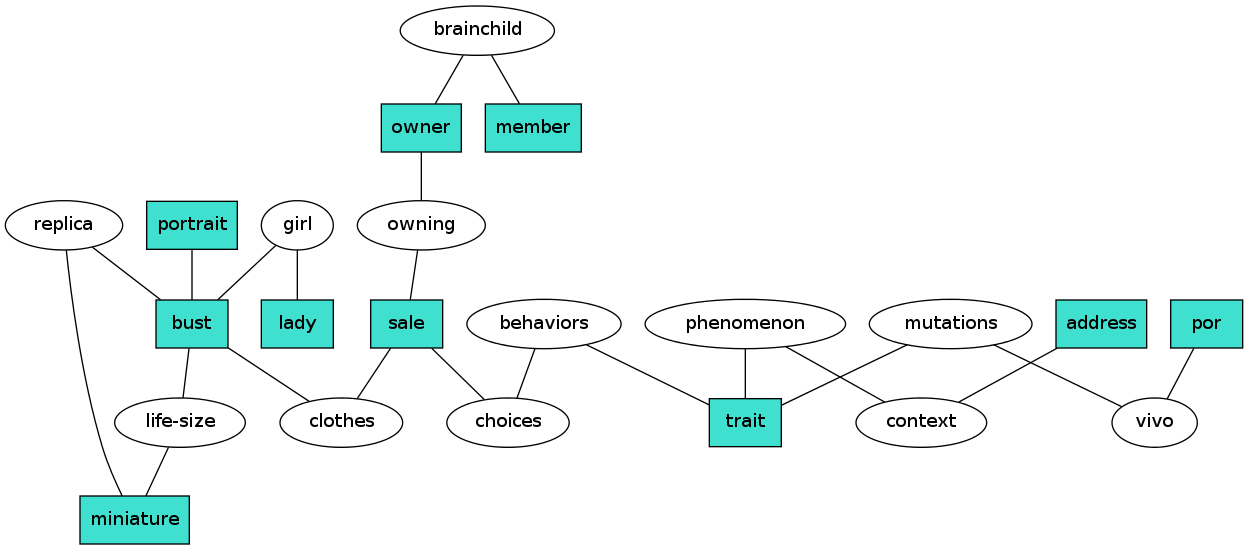 brainchild
owner
member
replica
portrait
girl
owning
bust
lady
sale
behaviors
phenomenon
mutations
address
por
life-size
clothes
choices
trait
context
vivo
miniature